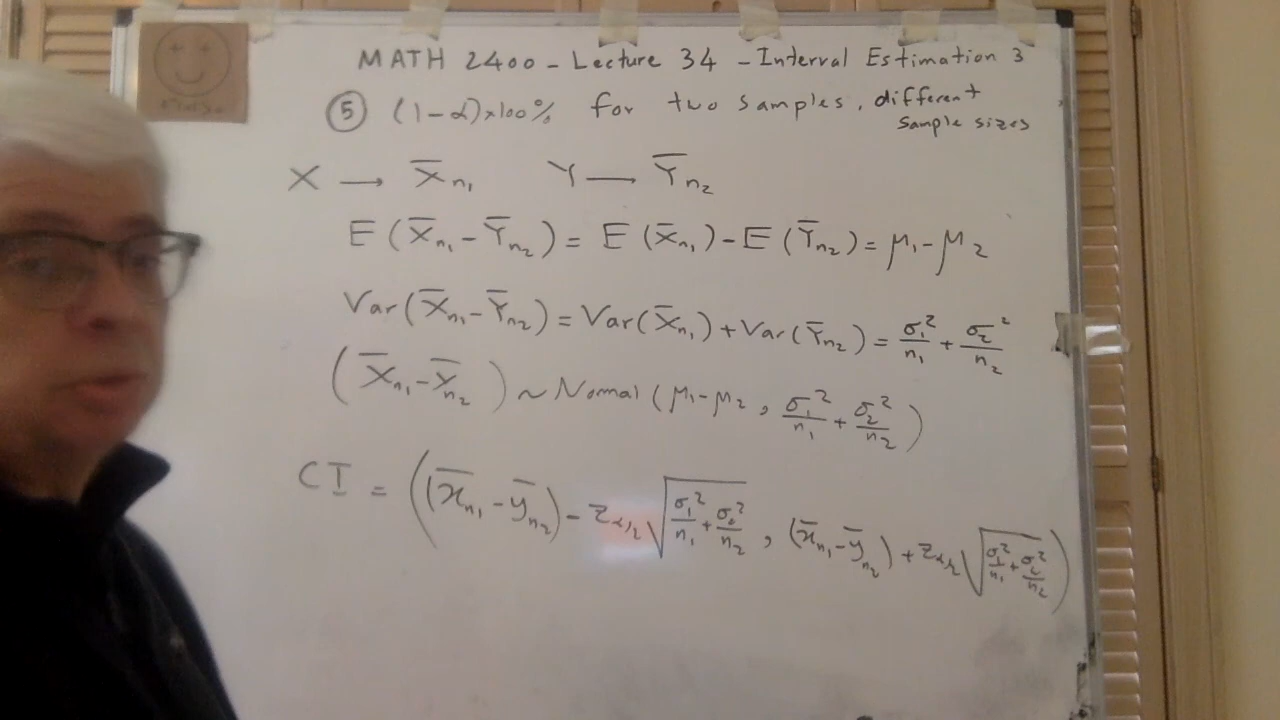 MATH 2400 - Lecture 34 - Interval Estimation 3
⑤ (1-α)×100% for two samples, different sample sizes
X → X̄n₁ Y → Ȳn₂
E(X̄n₁ - Ȳn₂) = E(X̄n₁) - E(Ȳn₂) = μ₁ - μ₂
Var(X̄n₁ - Ȳn₂) = Var(X̄n₁) + Var(Ȳn₂) = σ₁²/n₁ + σ₂²/n₂
(X̄n₁ - X̄n₂) ~ Normal(μ₁ - μ₂, σ₁²/n₁ + σ₂²/n₂)
CI = ((x̄n₁ - ȳn₂) - z_α/2 √(σ₁²/n₁ + σ₂²/n₂), (x̄n₁ - ȳn₂) + z_α/2 √(σ₁²/n₁ + σ₂²/n₂))